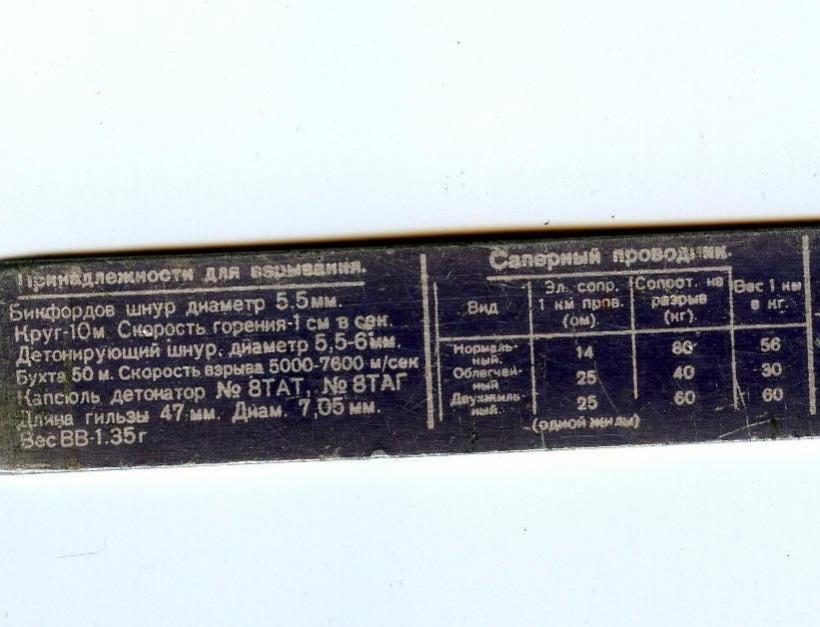 Принадлежности для взрывания.
Бикфордов шнур диаметр 5.5мм.
Круг-10м Скорость горения-1 см в сек.
Детонирующий шнур. диаметр 5,5-6мм.
Бухта 50 м. Скорость взрыва 5000-7600 м/сек
Капсюль детонатор № 8ТАТ, № 8ТАГ
Длина гильзы 47 мм. Диам. 7,05 мм.
Вес ВВ-1.35 г
Саперный проводник.
Вид
Эл. сопр.
1 км пров.
(ом)
Сопрот. на
разрыв
(кг.)
Вес 1 км
в кг.
Нормаль-
ный. 14 80 56
Облегчен-
ный 25 40 30
Двухжиль-
ный. 25 60 60
(одной жилы)